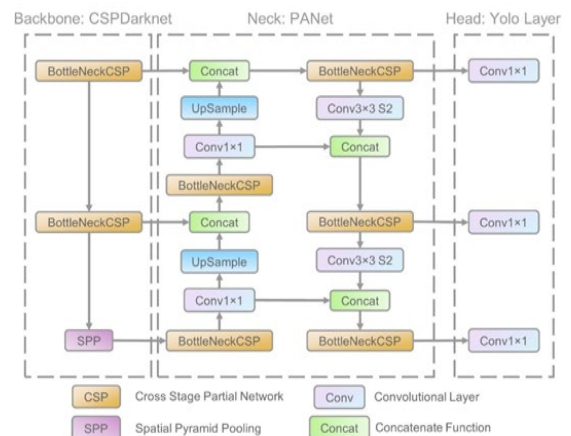 Backbone: CSPDarknet Neck: PANet Head: Yolo Layer
BottleNeckCSP Concat BottleNeckCSP Conv1×1
UpSample Conv3×3 S2
Conv1×1 Concat
BottleNeckCSP
BottleNeckCSP Concat BottleNeckCSP Conv1×1
UpSample Conv3×3 S2
Conv1×1 Concat
SPP BottleNeckCSP BottleNeckCSP Conv1×1
CSP Cross Stage Partial Network Conv Convolutional Layer
SPP Spatial Pyramid Pooling Concat Concatenate Function